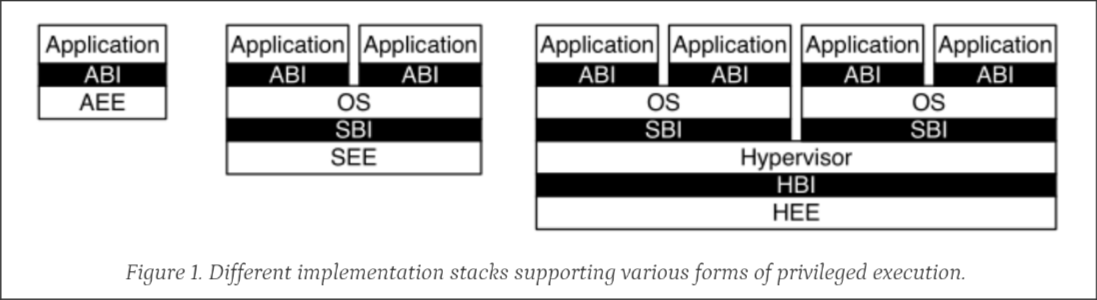 Application
ABI
AEE
Application Application
ABI ABI
OS
SBI
SEE
Application Application Application Application
ABI ABI ABI ABI
OS OS
SBI SBI
Hypervisor
HBI
HEE
Figure 1. Different implementation stacks supporting various forms of privileged execution.